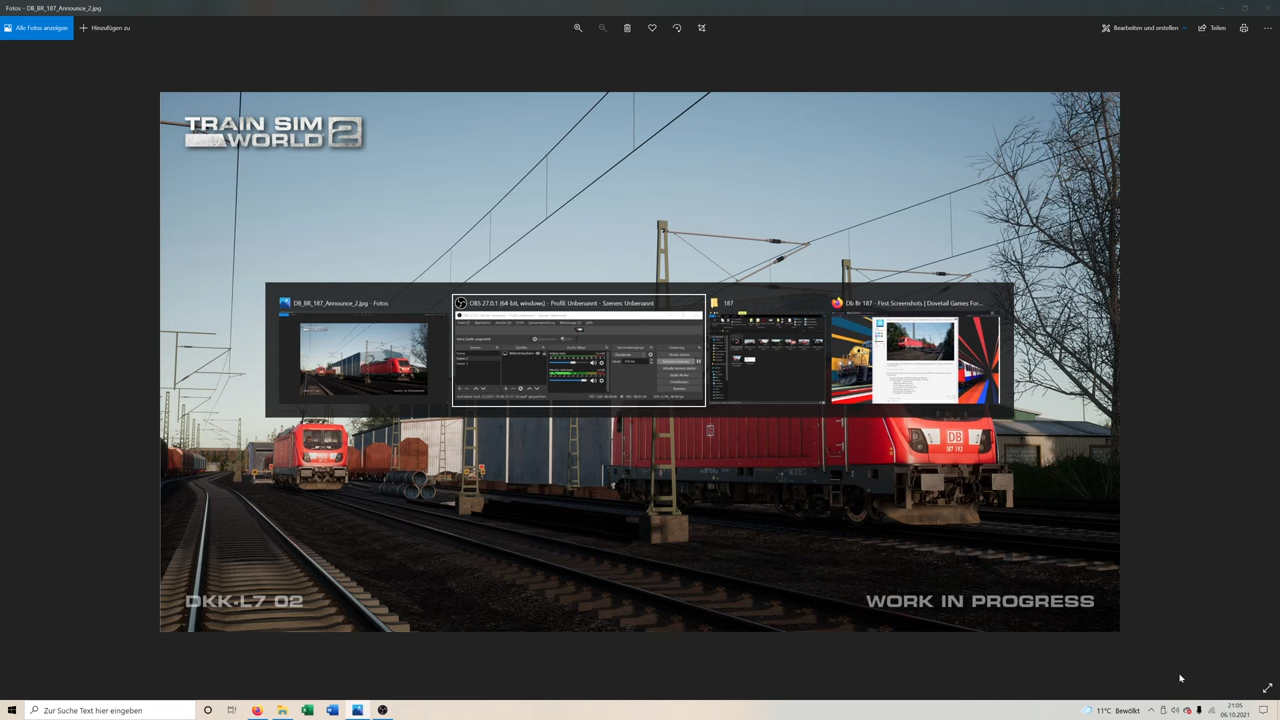 Fotos – DB_BR_187_Announce_2.jpg
Alle Fotos anzeigen
Hinzufügen zu
Bearbeiten und erstellen
Teilen
TRAIN SIM
WORLD 2
DB_BR_187_Announce_2.jpg - Fotos
OBS 27.0.1 (64-bit, windows) - Profil: Unbenannt - Szenen: Unbenannt
187
Db Br 187 - First Screenshots | Dovetail Games For...
DB
187 193
DKK-L7 02
WORK IN PROGRESS
Zur Suche Text hier eingeben
11°C Bewölkt
21:05
06.10.2021